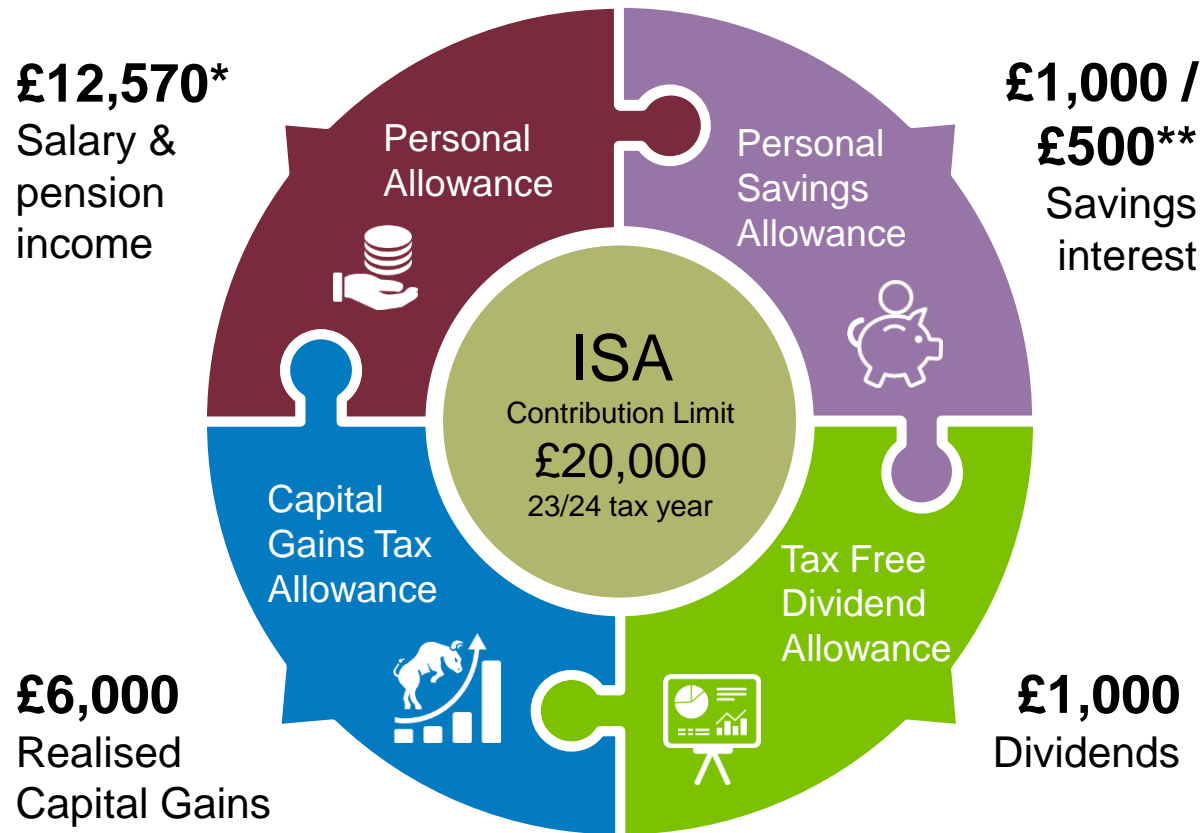 £12,570*
Salary &
pension
income
Personal
Allowance
Personal
Savings
Allowance
£1,000 /
£500**
Savings
interest
ISA
Contribution Limit
£20,000
23/24 tax year
Capital
Gains Tax
Allowance
£6,000
Realised
Capital Gains
Tax Free
Dividend
Allowance
£1,000
Dividends